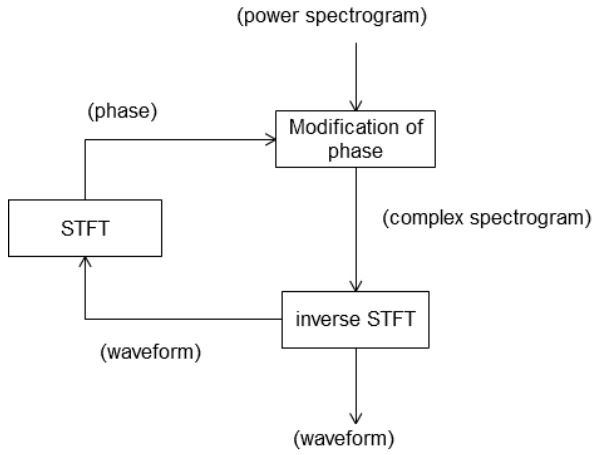 (power spectrogram)
(phase)
Modification of
phase
STFT
(complex spectrogram)
inverse STFT
(waveform)
(waveform)